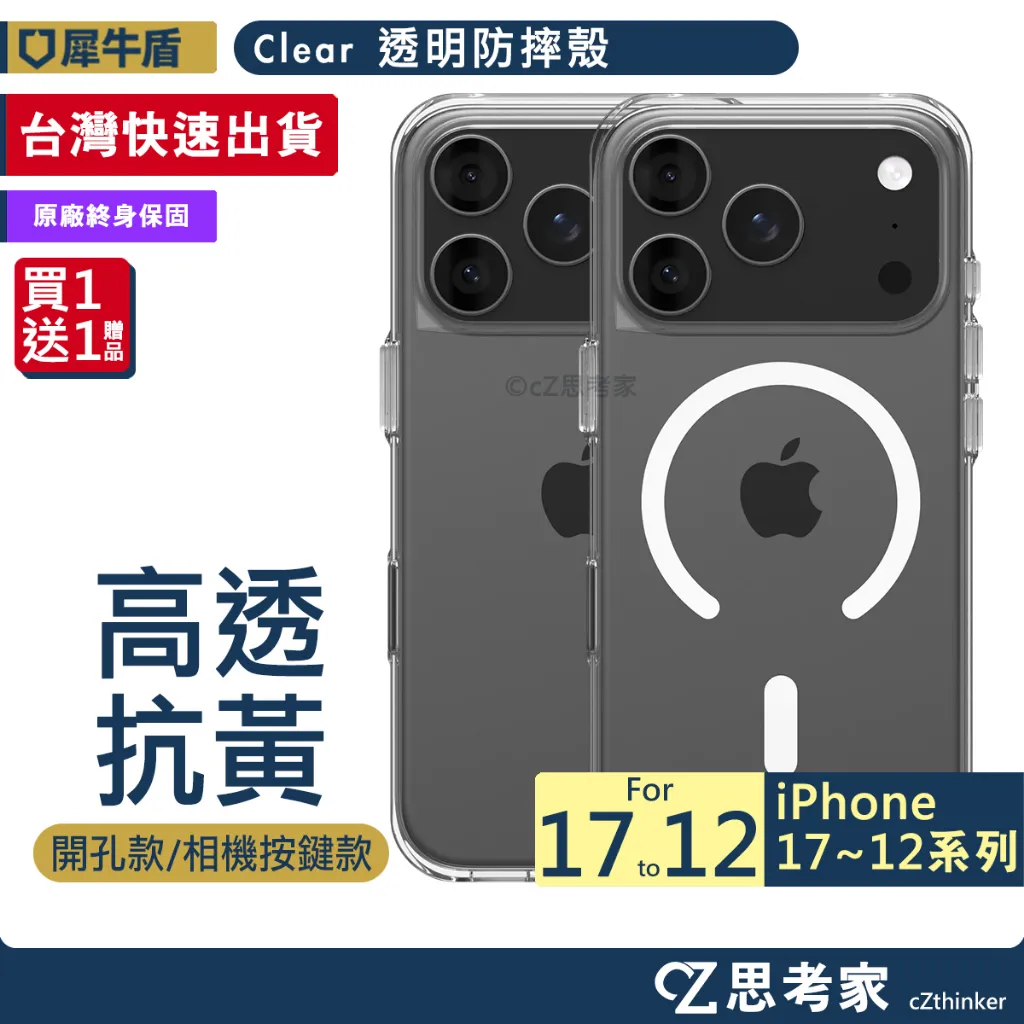 犀牛盾
Clear 透明防摔殼
台灣快速出貨
原廠終身保固
買1
送1贈品
©cZ思考家
高透
抗黃
開孔款/相機按鍵款
For
17 to 12
iPhone
17~12系列
cZ思考家 cZthinker